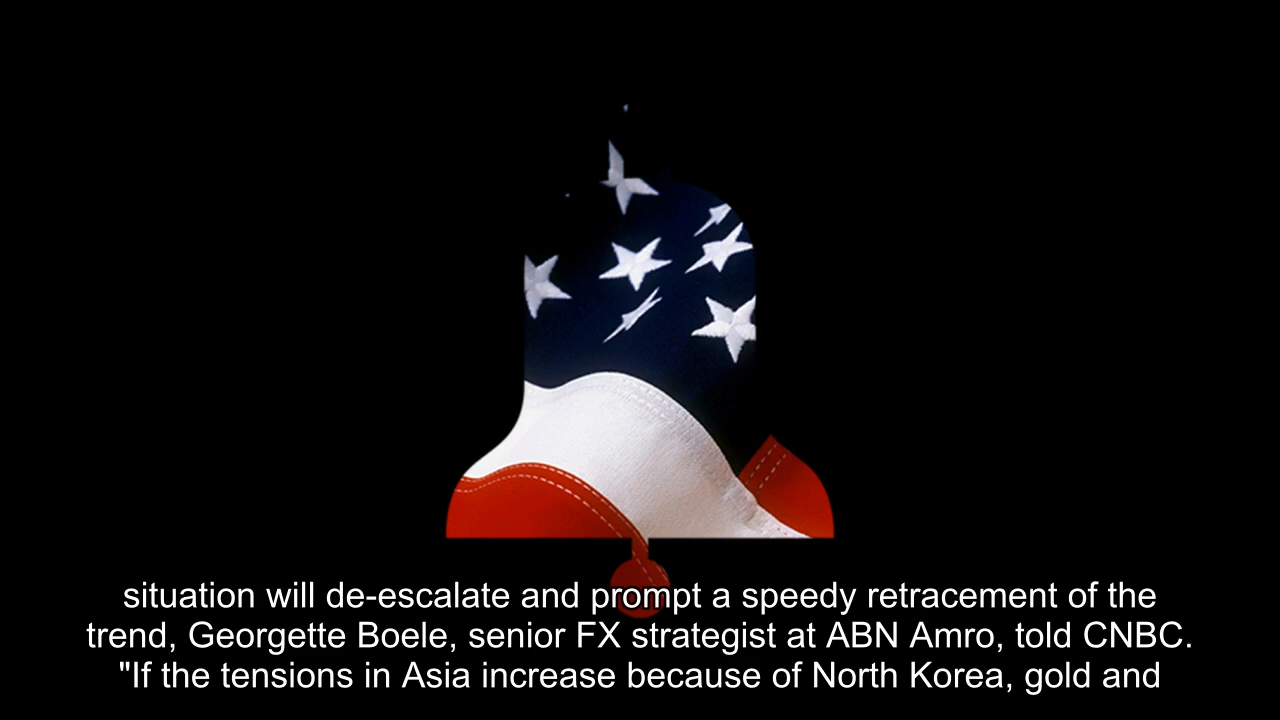 situation will de-escalate and prompt a speedy retracement of the
trend, Georgette Boele, senior FX strategist at ABN Amro, told CNBC.
"If the tensions in Asia increase because of North Korea, gold and